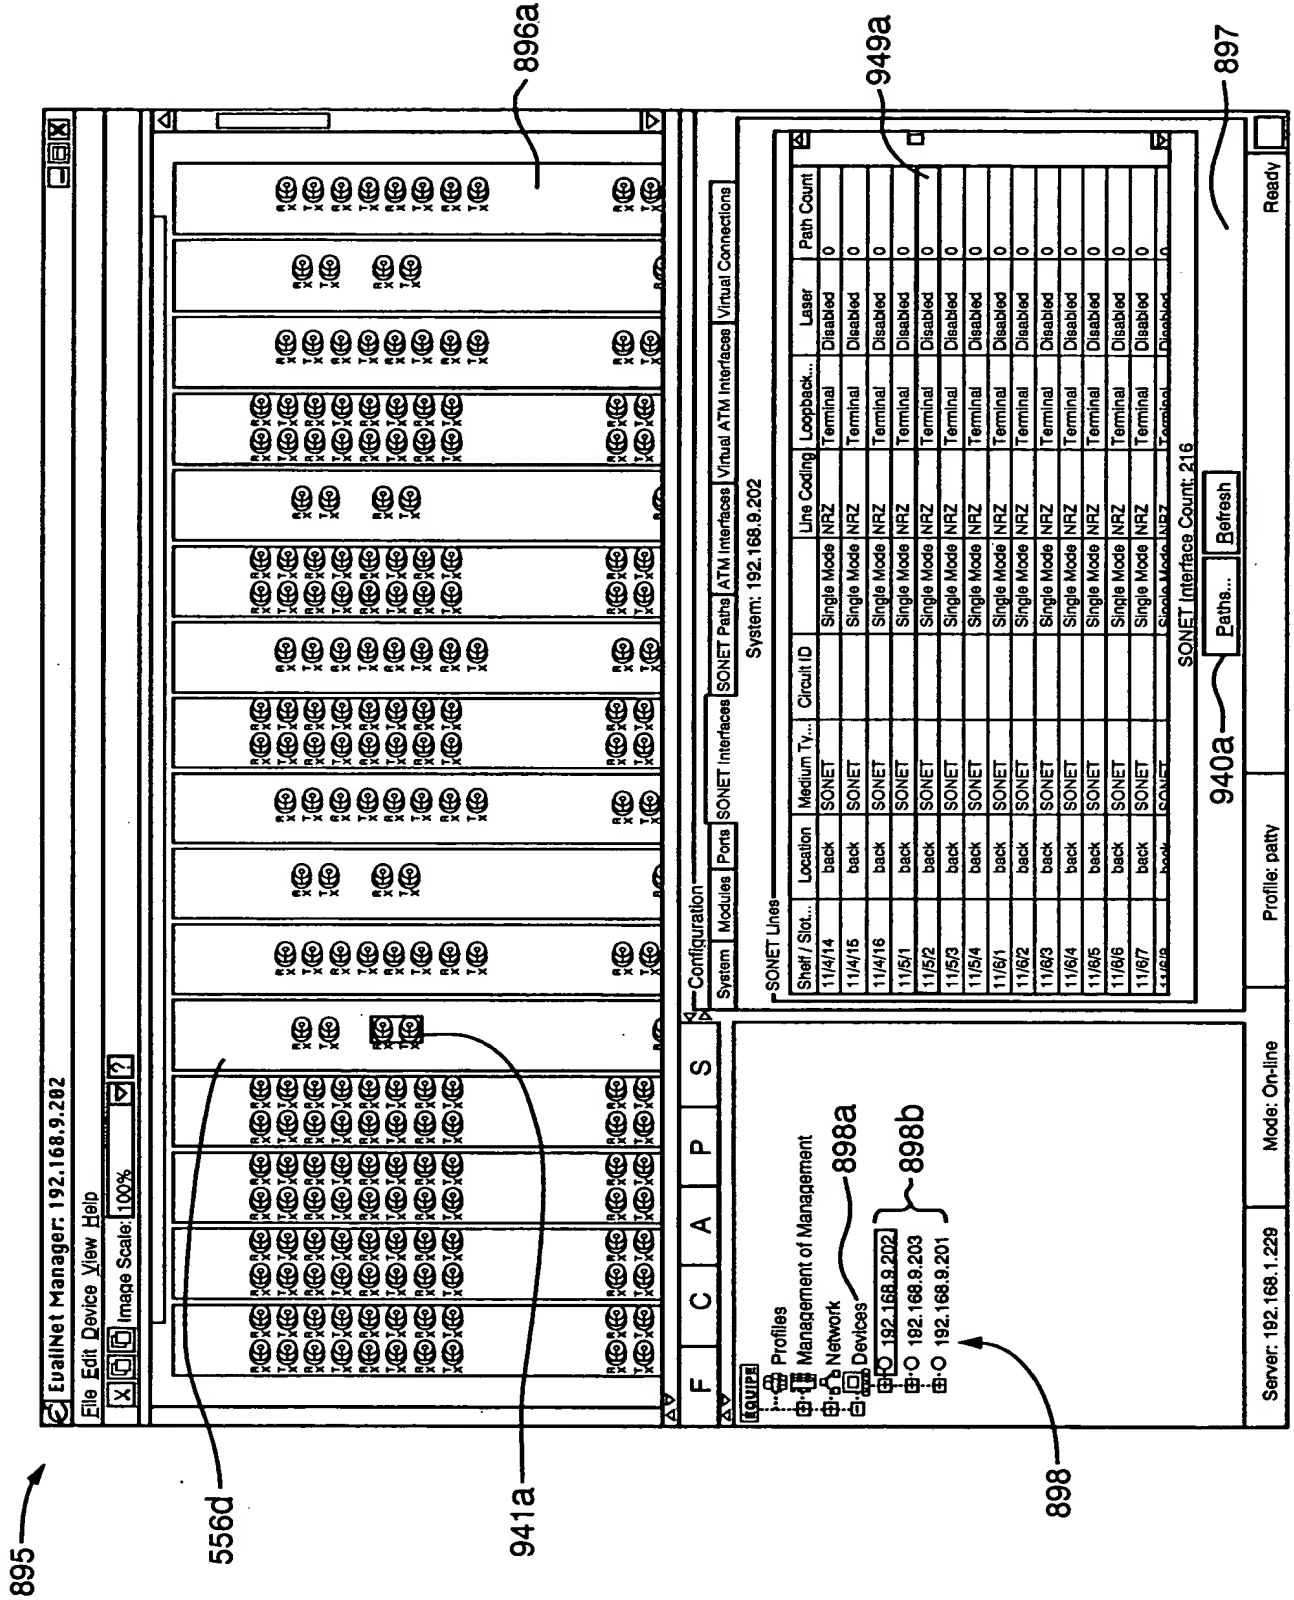 895
EvaliNet Manager: 192.168.9.202
File Edit Device View Help
X Image Scale: 100% ?
556d
941a
896a
F C A P S
EQUIPE
Profiles
Management of Management
Network
Devices
192.168.9.202
192.168.9.203
192.168.9.201
898a
898b
898
Configuration
System Modules Ports SONET Interfaces SONET Paths ATM Interfaces Virtual ATM Interfaces Virtual Connections
System: 192.168.9.202
SONET Lines
Shelf / Slot... Location Medium Ty... Circuit ID Line Coding Loopback... Laser Path Count
11/4/14 back SONET Single Mode NRZ Terminal Disabled 0
11/4/15 back SONET Single Mode NRZ Terminal Disabled 0
11/4/16 back SONET Single Mode NRZ Terminal Disabled 0
11/5/1 back SONET Single Mode NRZ Terminal Disabled 0
11/5/2 back SONET Single Mode NRZ Terminal Disabled 0
11/5/3 back SONET Single Mode NRZ Terminal Disabled 0
11/5/4 back SONET Single Mode NRZ Terminal Disabled 0
11/6/1 back SONET Single Mode NRZ Terminal Disabled 0
11/6/2 back SONET Single Mode NRZ Terminal Disabled 0
11/6/3 back SONET Single Mode NRZ Terminal Disabled 0
11/6/4 back SONET Single Mode NRZ Terminal Disabled 0
11/6/5 back SONET Single Mode NRZ Terminal Disabled 0
11/6/6 back SONET Single Mode NRZ Terminal Disabled 0
11/6/7 back SONET Single Mode NRZ Terminal Disabled 0
11/6/8 back SONET Single Mode NRZ Terminal Disabled 0
949a
SONET Interface Count: 216
Paths... Refresh
940a
897
Server: 192.168.1.229 Mode: On-line Profile: patty Ready